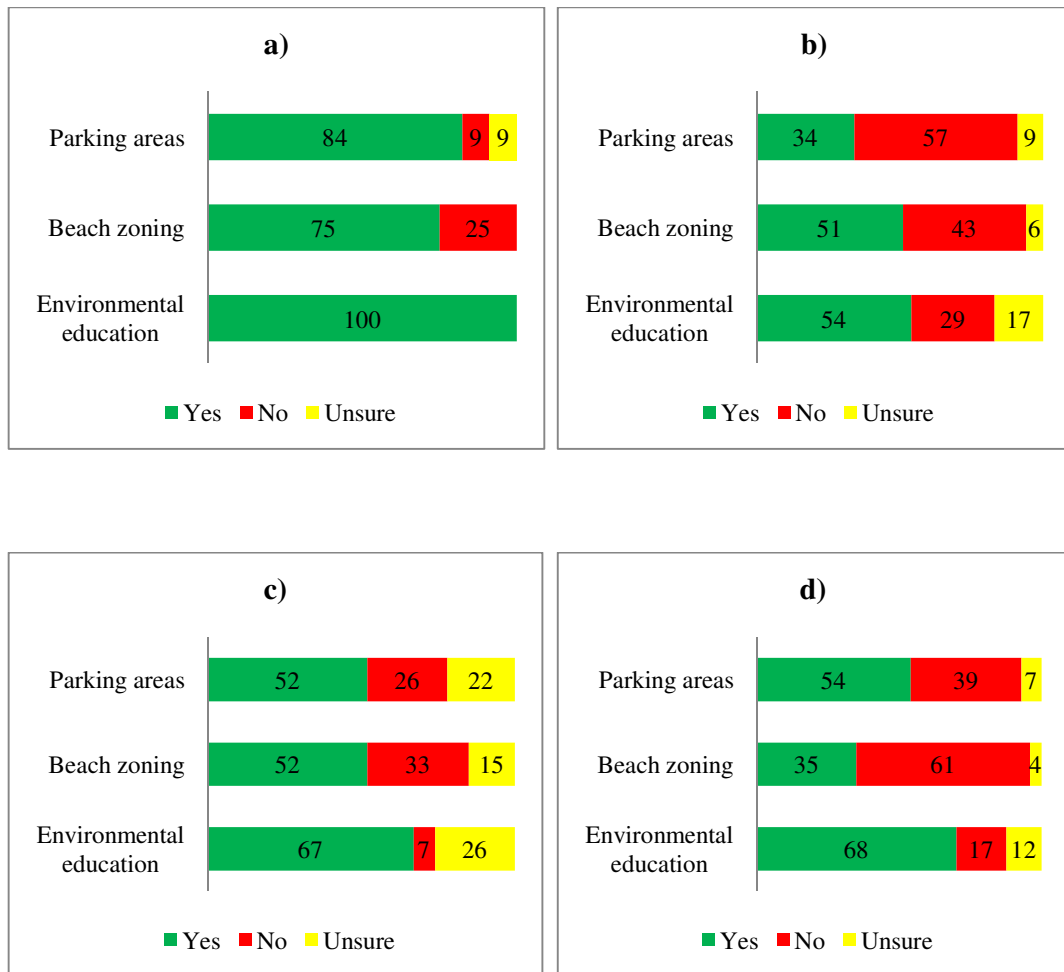 a)
Parking areas 84 9 9
Beach zoning 75 25
Environmental
education 100
Yes No Unsure
b)
Parking areas 34 57 9
Beach zoning 51 43 6
Environmental
education 54 29 17
Yes No Unsure
c)
Parking areas 52 26 22
Beach zoning 52 33 15
Environmental
education 67 7 26
Yes No Unsure
d)
Parking areas 54 39 7
Beach zoning 35 61 4
Environmental
education 68 17 12
Yes No Unsure